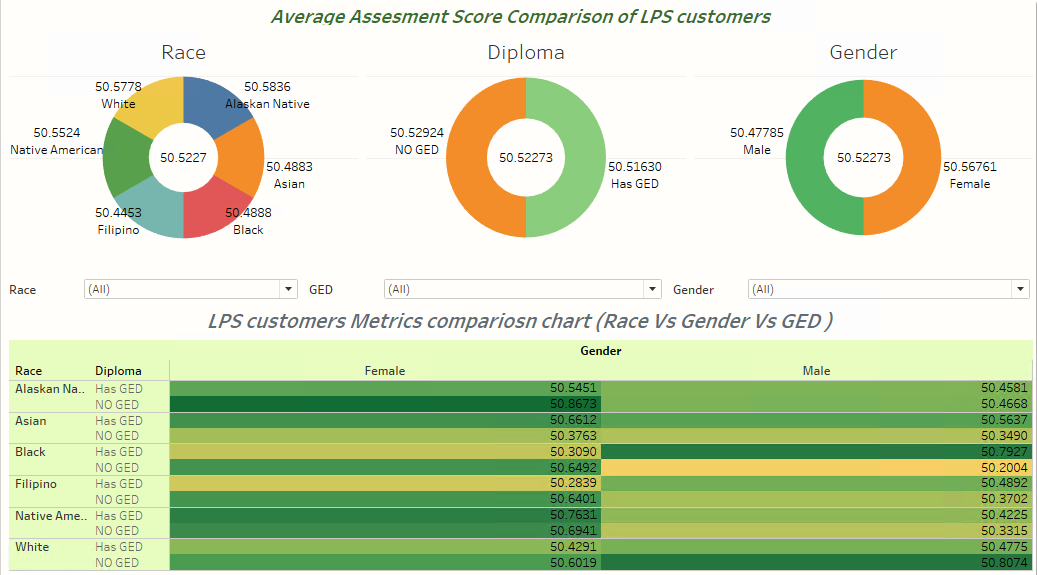 Average Assesment Score Comparison of LPS customers
Race
Diploma
Gender
50.5778
White
50.5836
Alaskan Native
50.5524
Native American
50.5227
50.4883
Asian
50.4453
Filipino
50.4888
Black
50.52924
NO GED
50.52273
50.51630
Has GED
50.47785
Male
50.52273
50.56761
Female
Race (All) GED (All) Gender (All)
LPS customers Metrics compariosn chart (Race Vs Gender Vs GED )
Gender
Race Diploma Female Male
Alaskan Na.. Has GED 50.5451 50.4581
NO GED 50.8673 50.4668
Asian Has GED 50.6612 50.5637
NO GED 50.3763 50.3490
Black Has GED 50.3090 50.7927
NO GED 50.6492 50.2004
Filipino Has GED 50.2839 50.4892
NO GED 50.6401 50.3702
Native Ame.. Has GED 50.7631 50.4225
NO GED 50.6941 50.3315
White Has GED 50.4291 50.4775
NO GED 50.6019 50.8074